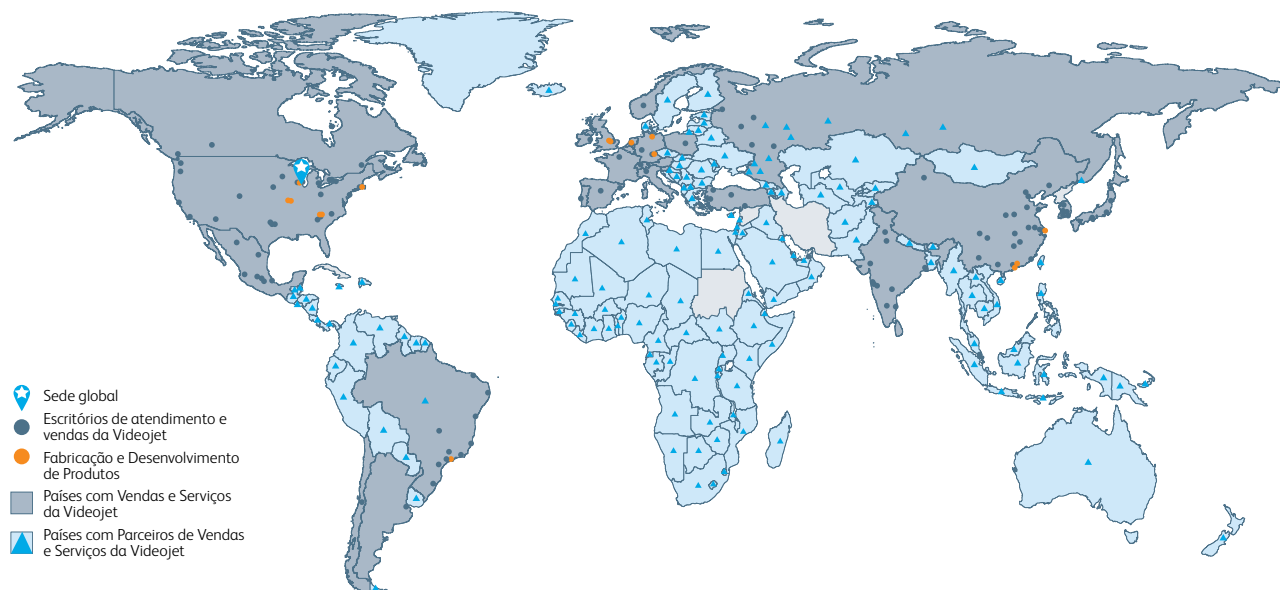 Sede global
Escritórios de atendimento e
vendas da Videojet
Fabricação e Desenvolvimento
de Produtos
Países com Vendas e Serviços
da Videojet
Países com Parceiros de Vendas
e Serviços da Videojet